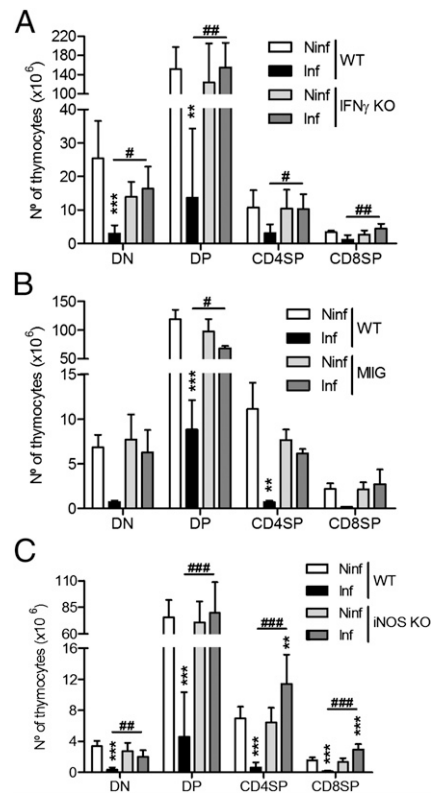 A
Nº of thymocytes (x10⁶)
220
180
140
100
40
30
20
10
0
##
**
#
***
#
##
Ninf
Inf
WT
Ninf
Inf
IFNγ KO
DN DP CD4SP CD8SP
B
Nº of thymocytes (x10⁶)
150
100
50
15
10
5
0
#
***
**
Ninf
Inf
WT
Ninf
Inf
MIIG
DN DP CD4SP CD8SP
C
Nº of thymocytes (x10⁶)
110
85
60
16
12
8
4
0
###
***
##
***
###
**
***
###
***
***
Ninf
Inf
WT
Ninf
Inf
iNOS KO
DN DP CD4SP CD8SP